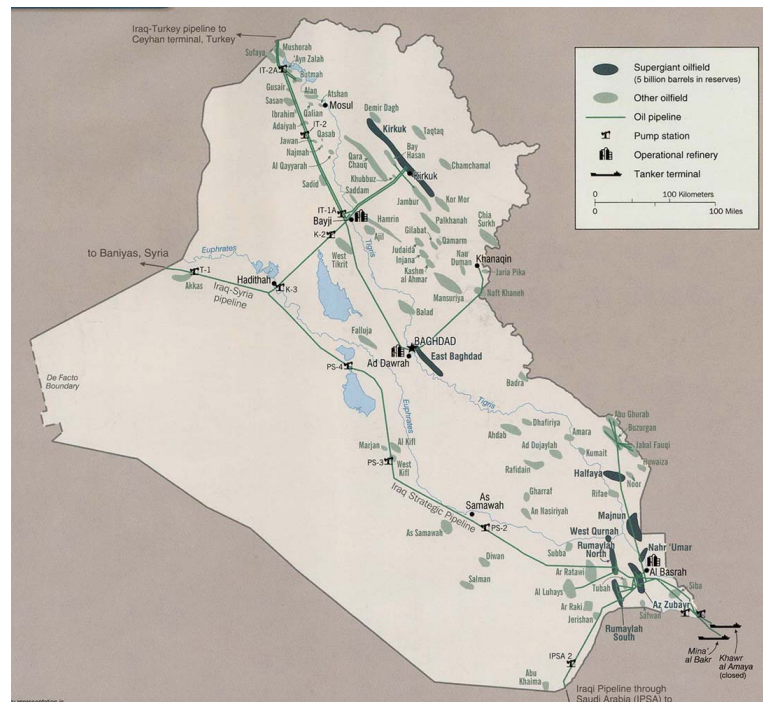 Iraq-Turkey pipeline to
Ceyhan terminal, Turkey
Supergiant oilfield
(5 billion barrels in reserves)
Other oilfield
Oil pipeline
Pump station
Operational refinery
Tanker terminal
0 100 Kilometers
0 100 Miles
Mushorah
Sufaya
'Ayn Zalah
IT-2A
Butmah
Gusair
Alan
Atshan
Sasan
Mosul
Ibrahim
Qalian
Demir Dagh
Adaiyah
IT-2
Kirkuk
Taqtaq
Jawan
Qasab
Najmah
Bay
Hasan
Qara
Chauq
Al Qayyarah
Chamchamal
Khubbuz
Kirkuk
Sadid
Saddam
Jambur
Kor Mor
IT-1A
Bayji
Hamrin
Palkhanah
Chia
Surkh
K-2
Ajil
Gilabat
Qamarm
to Baniyas, Syria
Euphrates
West
Tikrit
Tigris
Judaida
Injana
Nau
Duman
Khanaqin
T-1
Kashm
al Ahmar
Jaria Pika
Akkas
Hadithah
K-3
Iraq-Syria
pipeline
Mansuriya
Naft Khaneh
Balad
Falluja
BAGHDAD
East Baghdad
Ad Dawrah
PS-4
De Facto
Boundary
Badra
Euphrates
Tigris
Abu Ghurab
Buzurgan
Dhafiriya
Ahdab
Amara
Jabal Fauqi
Marjan
Al Kifl
Ad Dujaylah
Kumait
Huwaiza
PS-3
West
Kifl
Rafidain
Halfaya
Noor
Iraq Strategic Pipeline
Gharraf
Rifae
As
Samawah
An Nasiriyah
Majnun
As Samawah
PS-2
West Qurnah
Subba
Rumaylah
North
Nahr 'Umar
Diwan
Ar Ratawi
Al Basrah
Salman
Tubah
Siba
Al Luhays
Az Zubayr
Ar Raki
Safwan
Jerishan
Rumaylah
South
Mina'
al Bakr
Khawr
al Amaya
(closed)
IPSA 2
Abu
Khaima
Iraqi Pipeline through
Saudi Arabia (IPSA) to